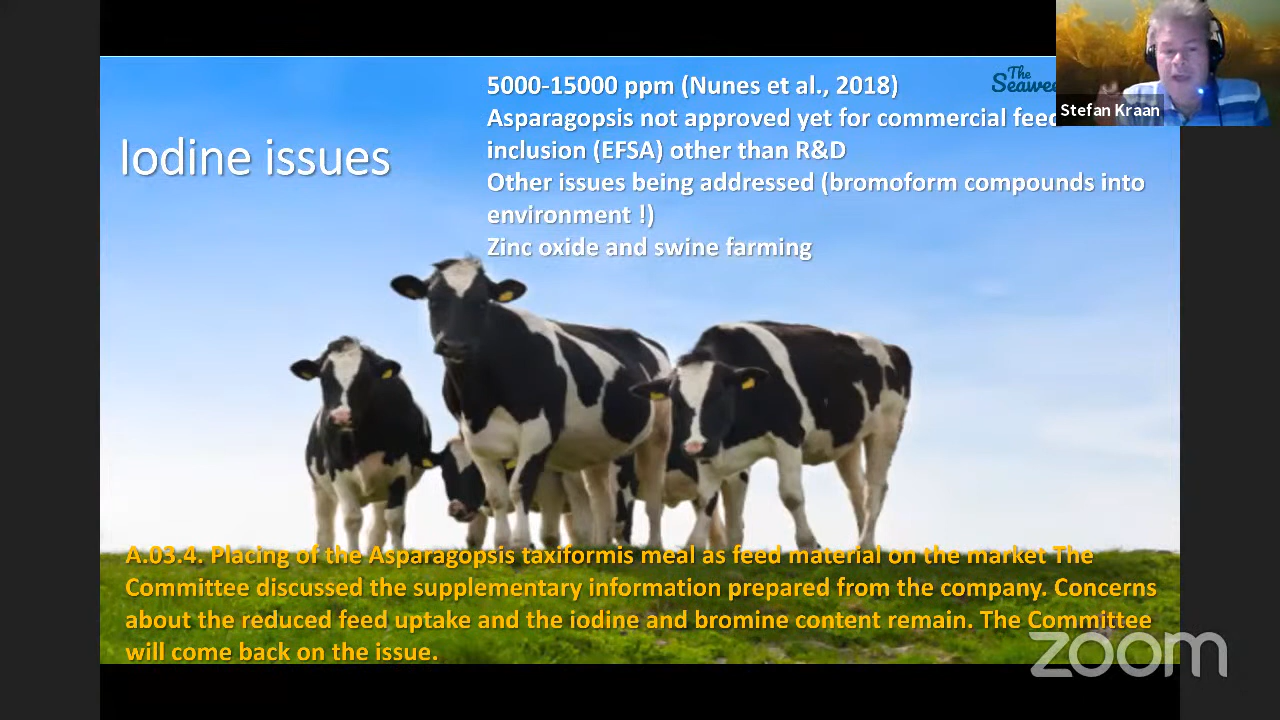 5000-15000 ppm (Nunes et al., 2018)
The
Seawee
Stefan Kraan
Asparagopsis not approved yet for commercial feed
Iodine issues
inclusion (EFSA) other than R&D
Other issues being addressed (bromoform compounds into
environment !)
Zinc oxide and swine farming
A.03.4. Placing of the Asparagopsis taxiformis meal as feed material on the market The
Committee discussed the supplementary information prepared from the company. Concerns
about the reduced feed uptake and the iodine and bromine content remain. The Committee
will come back on the issue.
zoom